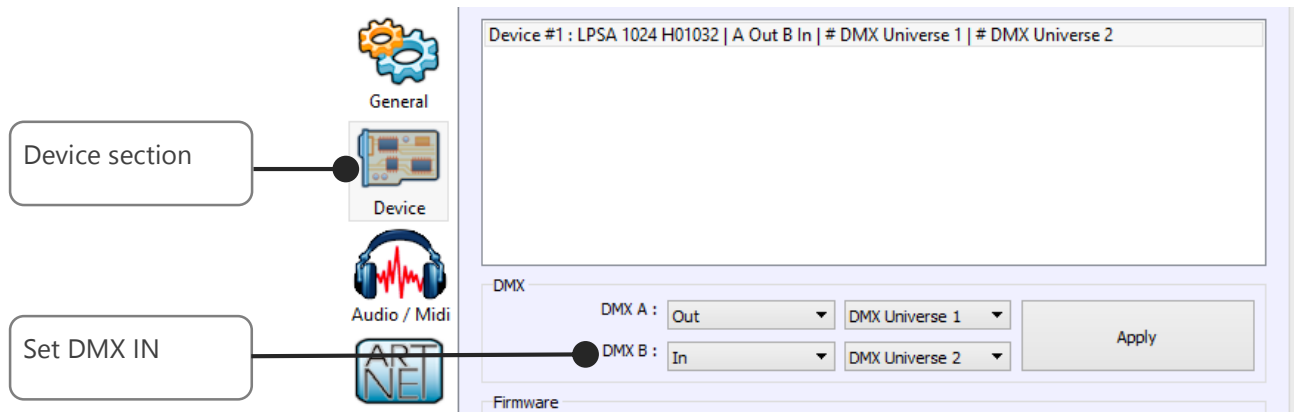 Device #1 : LPSA 1024 H01032 | A Out B In | # DMX Universe 1 | # DMX Universe 2
General
Device section
Device
Audio / Midi
Set DMX IN
ART
NET
DMX
DMX A : Out DMX Universe 1
DMX B : In DMX Universe 2
Apply
Firmware